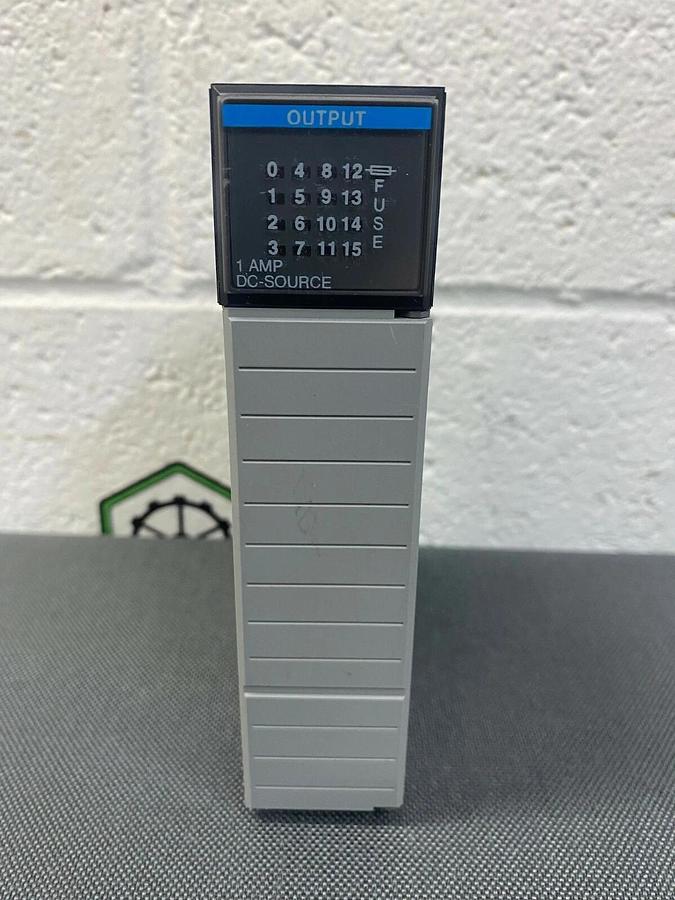 OUTPUT
0 4 8 12
1 5 9 13
2 6 10 14
3 7 11 15
FUSE
1 AMP
DC-SOURCE